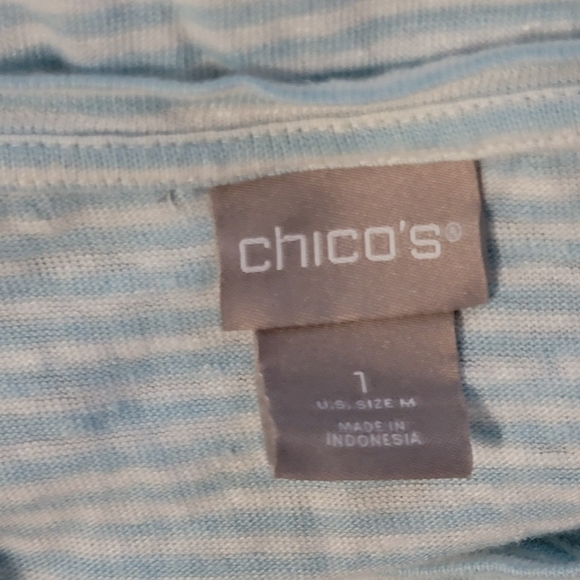 chico's®
1
U.S. SIZE M
MADE IN
INDONESIA